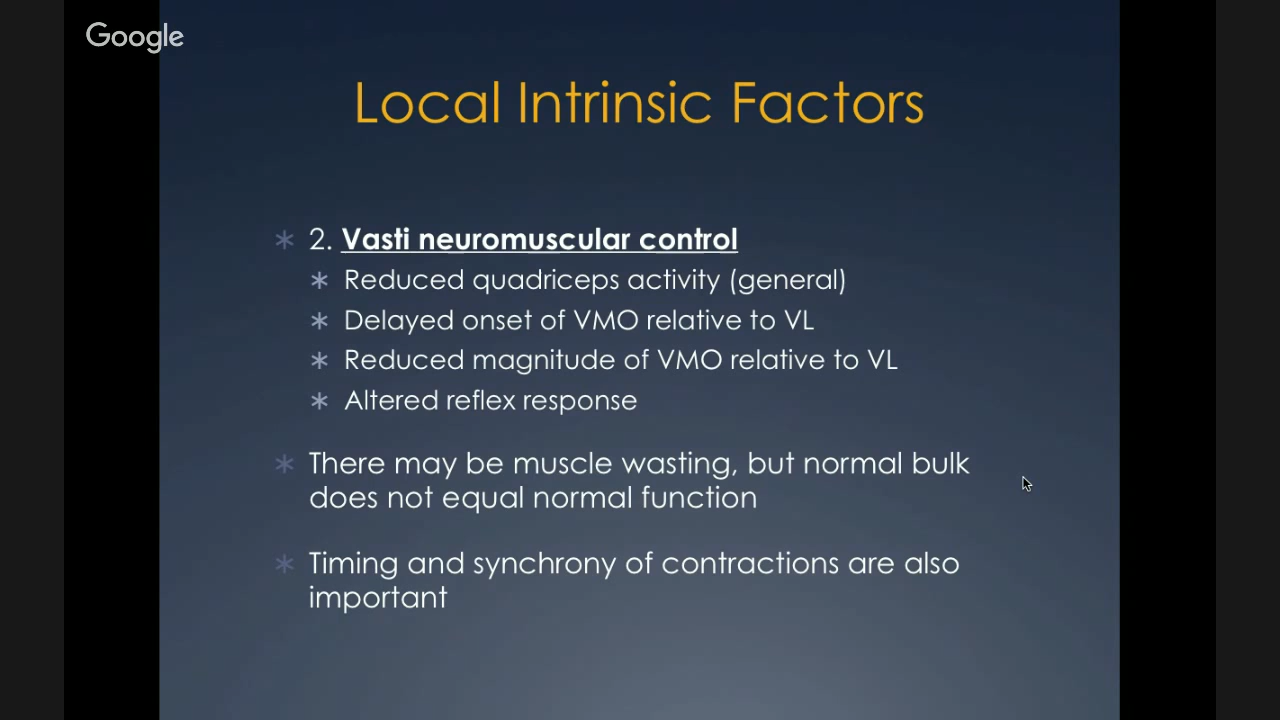 Google
Local Intrinsic Factors
* 2. Vasti neuromuscular control
* Reduced quadriceps activity (general)
* Delayed onset of VMO relative to VL
* Reduced magnitude of VMO relative to VL
* Altered reflex response
* There may be muscle wasting, but normal bulk
does not equal normal function
* Timing and synchrony of contractions are also
important